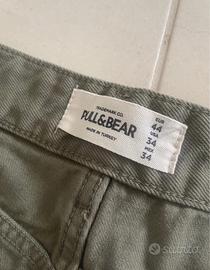 TRADEMARK CO.
PULL&BEAR
MADE IN TURKEY
EUR
44
USA
34
MEX
34
subito